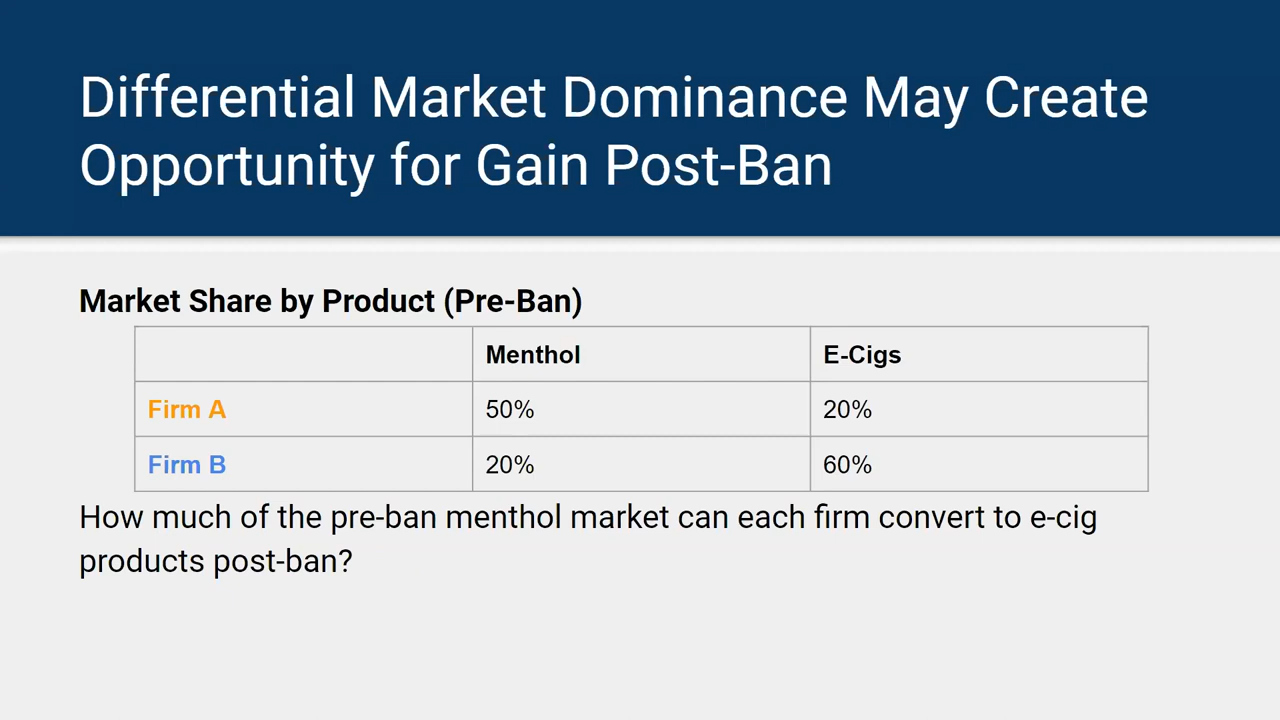 Differential Market Dominance May Create
Opportunity for Gain Post-Ban
Market Share by Product (Pre-Ban)
Menthol E-Cigs
Firm A 50% 20%
Firm B 20% 60%
How much of the pre-ban menthol market can each firm convert to e-cig
products post-ban?